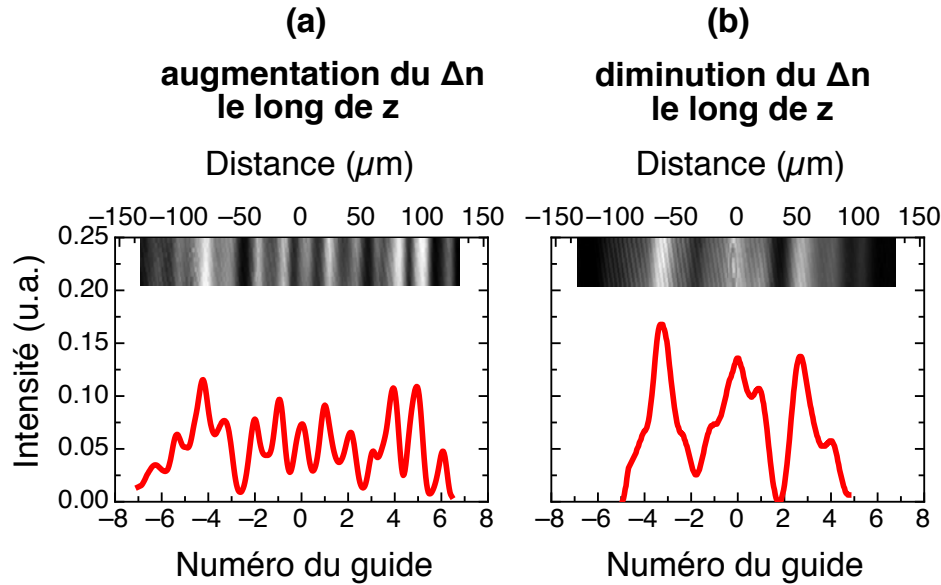 (a)
augmentation du Δn
le long de z
Distance (µm)
−150 −100 −50 0 50 100 150
0.25
0.20
0.15
0.10
0.05
0.00
Intensité (u.a.)
−8 −6 −4 −2 0 2 4 6 8
Numéro du guide
(b)
diminution du Δn
le long de z
Distance (µm)
−150 −100 −50 0 50 100 150
−8 −6 −4 −2 0 2 4 6 8
Numéro du guide